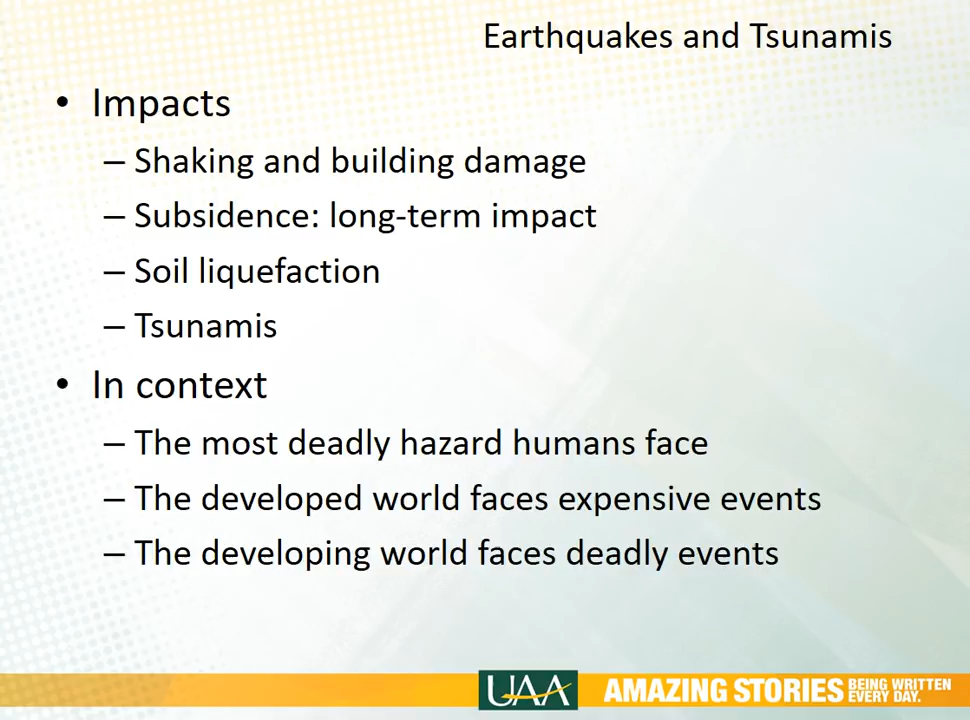 Earthquakes and Tsunamis
• Impacts
– Shaking and building damage
– Subsidence: long-term impact
– Soil liquefaction
– Tsunamis
• In context
– The most deadly hazard humans face
– The developed world faces expensive events
– The developing world faces deadly events
UAA
AMAZING STORIES BEING WRITTEN
EVERY DAY.